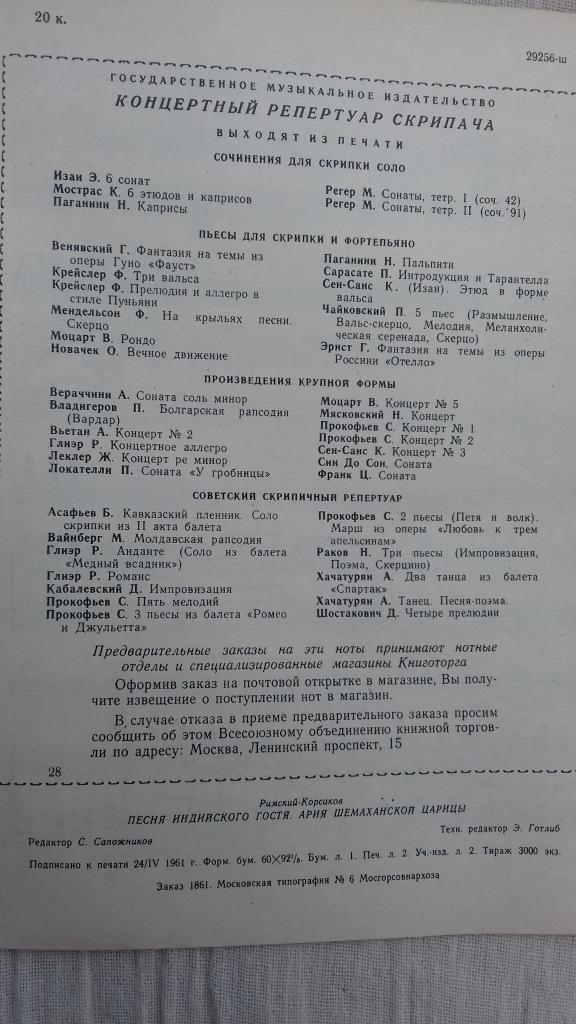 20 к.
29256-ш
ГОСУДАРСТВЕННОЕ МУЗЫКАЛЬНОЕ ИЗДАТЕЛЬСТВО
КОНЦЕРТНЫЙ РЕПЕРТУАР СКРИПАЧА
ВЫХОДЯТ ИЗ ПЕЧАТИ
СОЧИНЕНИЯ ДЛЯ СКРИПКИ СОЛО
Изаи Э. 6 сонат
Мострас К. 6 этюдов и каприсов
Паганини Н. Каприсы
Регер М. Сонаты, тетр. I (соч. 42)
Регер М. Сонаты, тетр. II (соч. 91)
ПЬЕСЫ ДЛЯ СКРИПКИ И ФОРТЕПЬЯНО
Венявский Г. Фантазия на темы из
оперы Гуно «Фауст»
Крейслер Ф. Три вальса
Крейслер Ф. Прелюдия и аллегро в
стиле Пуньяни
Мендельсон Ф. На крыльях песни.
Скерцо
Моцарт В. Рондо
Новачек О. Вечное движение
Паганини Н. Пальпити
Сарасате П. Интродукция и Тарантелла
Сен-Санс К. (Изаи). Этюд в форме
вальса
Чайковский П. 5 пьес (Размышление,
Вальс-скерцо, Мелодия, Меланхоли-
ческая серенада, Скерцо)
Эрнст Г. Фантазия на темы из оперы
Россини «Отелло»
ПРОИЗВЕДЕНИЯ КРУПНОЙ ФОРМЫ
Вераччини А. Соната соль минор
Владигеров П. Болгарская рапсодия
(Вардар)
Вьетан А. Концерт № 2
Глиэр Р. Концертное аллегро
Леклер Ж. Концерт ре минор
Локателли П. Соната «У гробницы»
Моцарт В. Концерт № 5
Мясковский Н. Концерт
Прокофьев С. Концерт № 1
Прокофьев С. Концерт № 2
Сен-Санс К. Концерт № 3
Син До Сон. Соната
Франк Ц. Соната
СОВЕТСКИЙ СКРИПИЧНЫЙ РЕПЕРТУАР
Асафьев Б. Кавказский пленник. Соло
скрипки из II акта балета
Вайнберг М. Молдавская рапсодия
Глиэр Р. Анданте (Соло из балета
«Медный всадник»)
Глиэр Р. Романс
Кабалевский Д. Импровизация
Прокофьев С. Пять мелодий
Прокофьев С. 3 пьесы из балета «Ромео
и Джульетта»
Прокофьев С. 2 пьесы (Петя и волк).
Марш из оперы «Любовь к трем
апельсинам»
Раков Н. Три пьесы (Импровизация,
Поэма, Скерцино)
Хачатурян А. Два танца из балета
«Спартак»
Хачатурян А. Танец. Песня-поэма.
Шостакович Д. Четыре прелюдии
Предварительные заказы на эти ноты принимают нотные
отделы и специализированные магазины Книготорга
Оформив заказ на почтовой открытке в магазине, Вы полу-
чите извещение о поступлении нот в магазин.
В случае отказа в приеме предварительного заказа просим
сообщить об этом Всесоюзному объединению книжной торгов-
ли по адресу: Москва, Ленинский проспект, 15
28
Римский-Корсаков
ПЕСНЯ ИНДИЙСКОГО ГОСТЯ. АРИЯ ШЕМАХАНСКОЙ ЦАРИЦЫ
Редактор С. Сапожников
Техн. редактор Э. Готлиб
Подписано к печати 24/IV 1961 г. Форм. бум. 60×92¹/₈. Бум. л. 1. Печ. л. 2. Уч.-изд. л. 2. Тираж 3000 экз.
Заказ 1861. Московская типография № 6 Мосгорсовнархоза